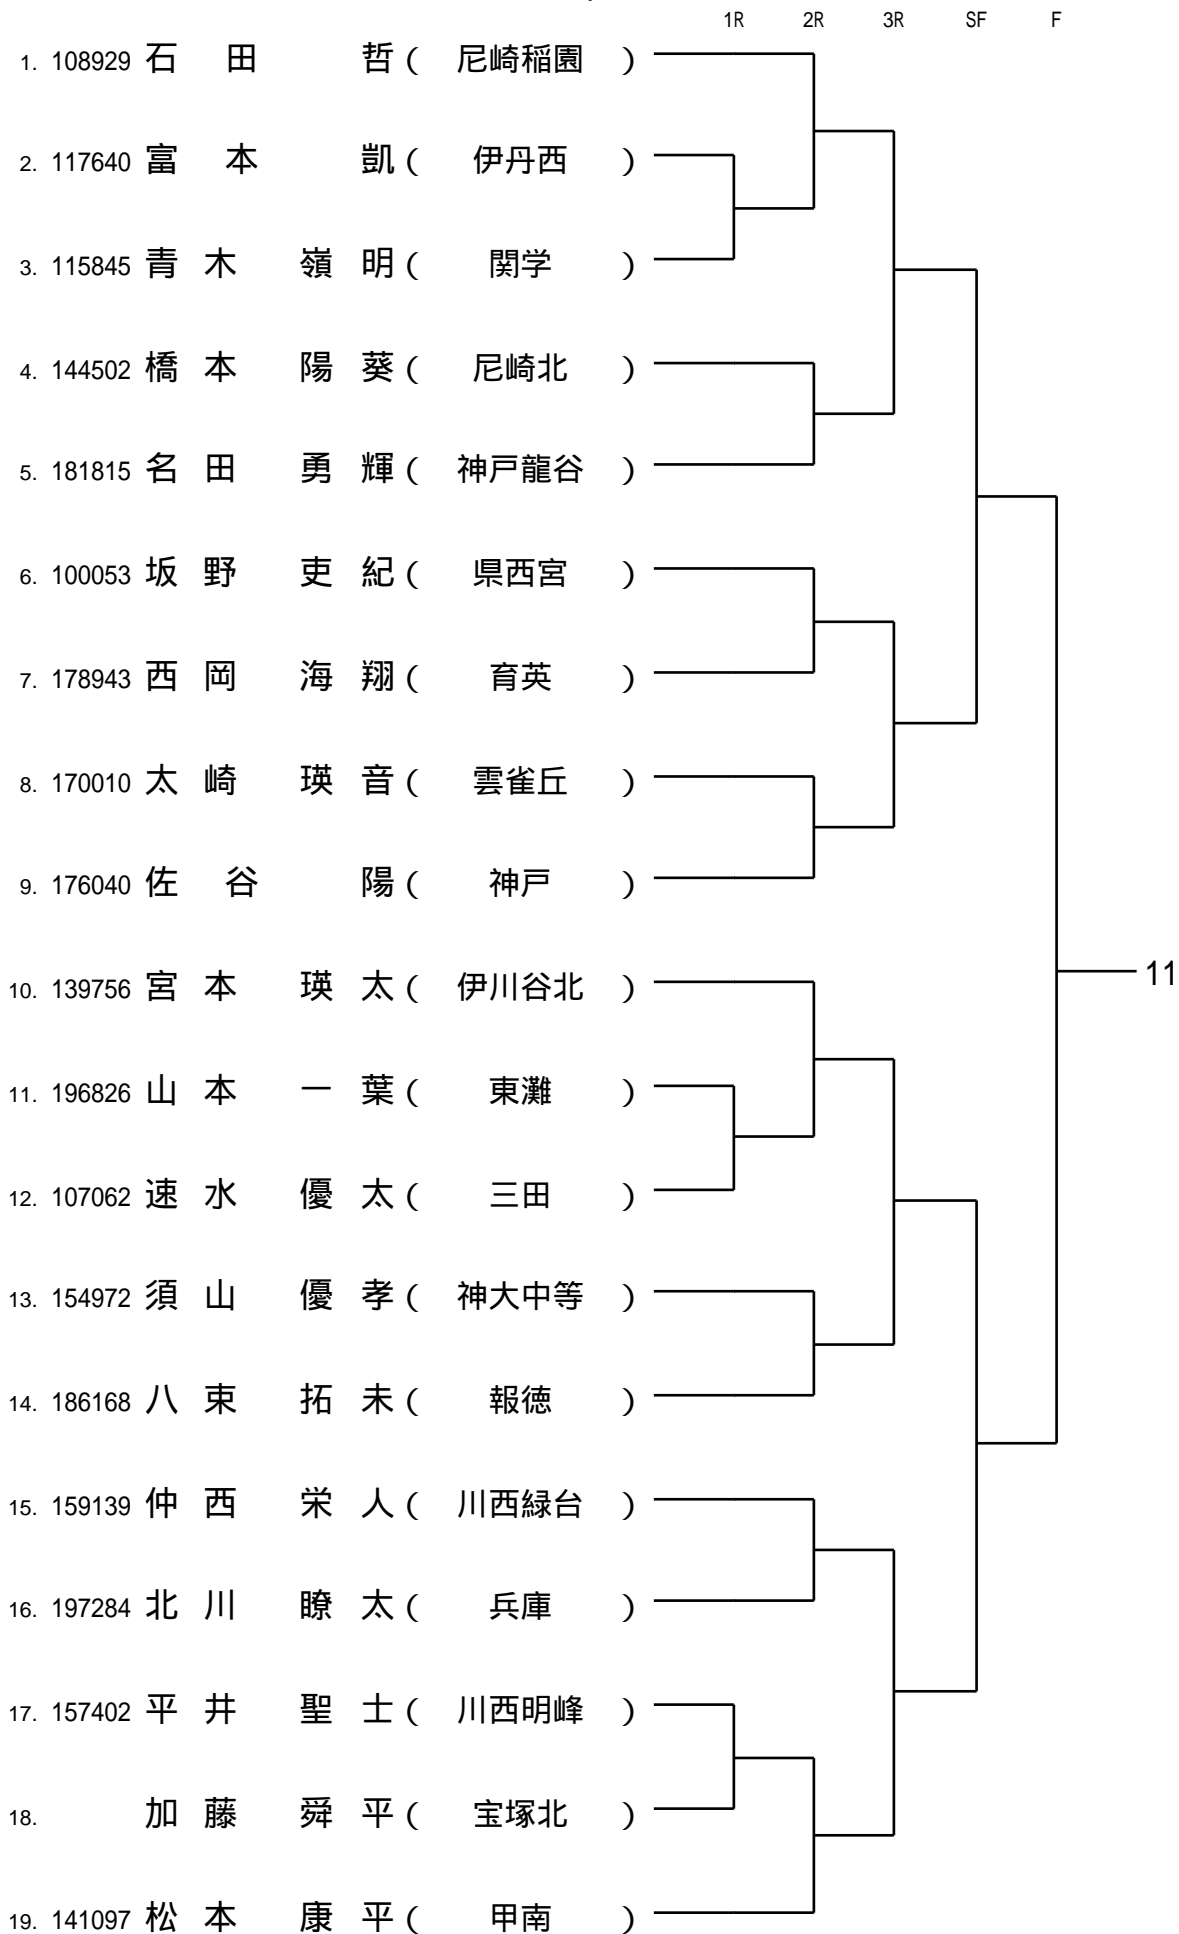 1R 2R 3R SF F
1. 108929 石 田 哲 ( 尼崎稲園 )
2. 117640 富 本 凱 ( 伊丹西 )
3. 115845 青 木 嶺 明 ( 関学 )
4. 144502 橋 本 陽 葵 ( 尼崎北 )
5. 181815 名 田 勇 輝 ( 神戸龍谷 )
6. 100053 坂 野 吏 紀 ( 県西宮 )
7. 178943 西 岡 海 翔 ( 育英 )
8. 170010 太 崎 瑛 音 ( 雲雀丘 )
9. 176040 佐 谷 陽 ( 神戸 )
10. 139756 宮 本 瑛 太 ( 伊川谷北 )
11
11. 196826 山 本 一 葉 ( 東灘 )
12. 107062 速 水 優 太 ( 三田 )
13. 154972 須 山 優 孝 ( 神大中等 )
14. 186168 八 束 拓 未 ( 報徳 )
15. 159139 仲 西 栄 人 ( 川西緑台 )
16. 197284 北 川 瞭 太 ( 兵庫 )
17. 157402 平 井 聖 士 ( 川西明峰 )
18. 加 藤 舜 平 ( 宝塚北 )
19. 141097 松 本 康 平 ( 甲南 )